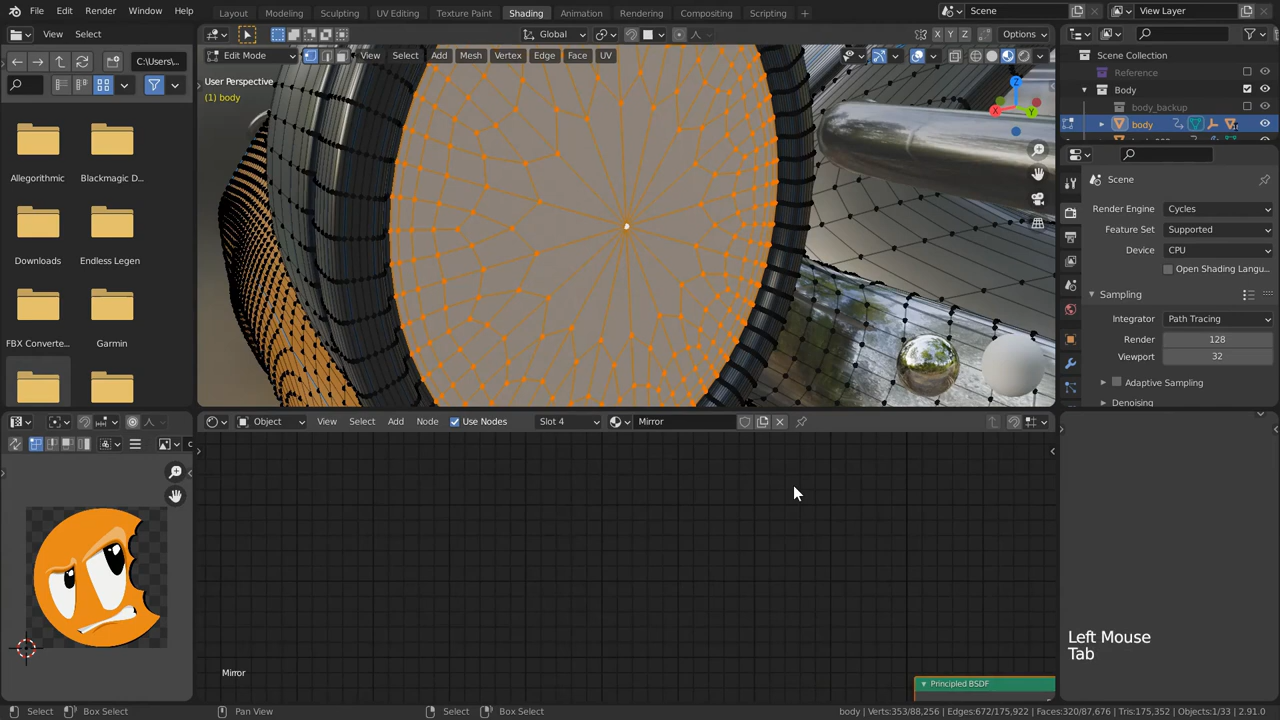 File Edit Render Window Help Layout Modeling Sculpting UV Editing Texture Paint Shading Animation Rendering Compositing Scripting + Scene View Layer
View Select Global X Y Z Options
C:\Users\... Edit Mode View Select Add Mesh Vertex Edge Face UV
User Perspective
(1) body
Scene Collection
Reference
Body
body_backup
body
Allegorithmic Blackmagic D...
Downloads Endless Legen
FBX Converte... Garmin
Scene
Render Engine Cycles
Feature Set Supported
Device CPU
Open Shading Langu...
Sampling
Integrator Path Tracing
Render 128
Viewport 32
Adaptive Sampling
Denoising
Object View Select Add Node Use Nodes Slot 4 Mirror
Mirror
Principled BSDF
Left Mouse
Tab
Select Box Select Pan View Select Box Select body | Verts:353/88,256 | Edges:672/175,922 | Faces:320/87,676 | Tris:175,352 | Objects:1/33 | 2.91.0